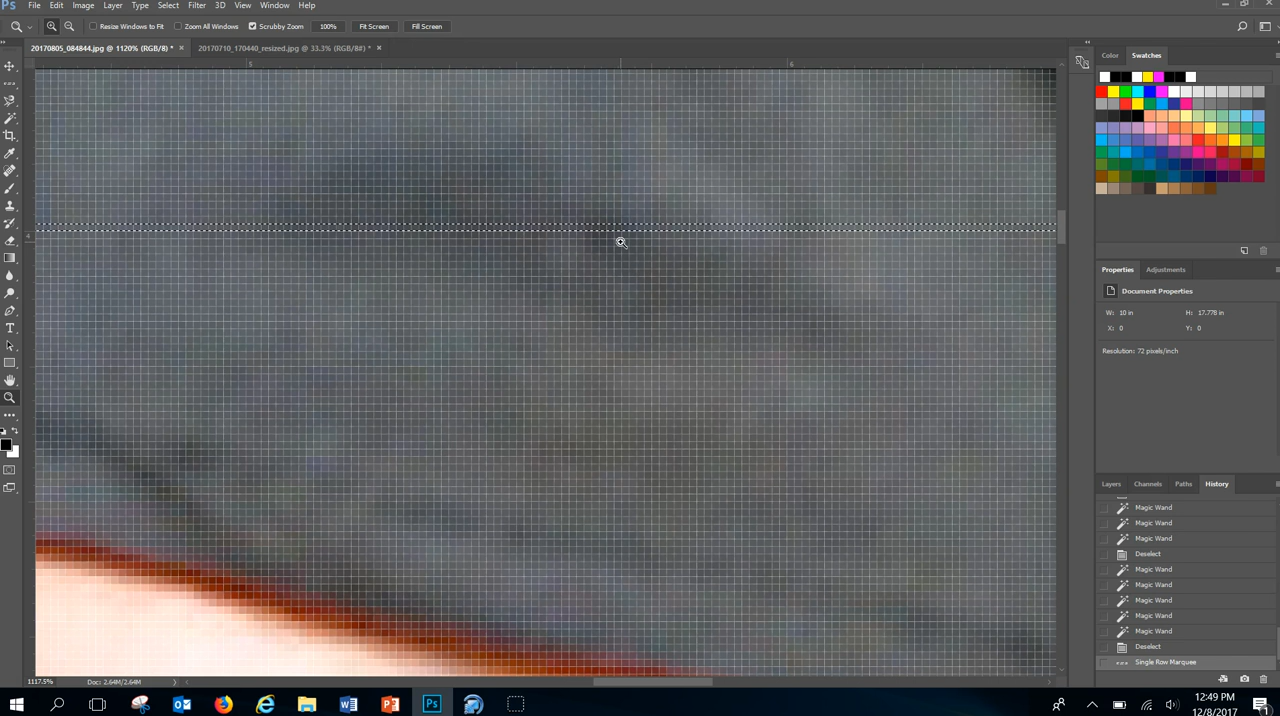 Ps File Edit Image Layer Type Select Filter 3D View Window Help
Resize Windows to Fit Zoom All Windows Scrubby Zoom 100% Fit Screen Fill Screen
20170805_084844.jpg @ 1120% (RGB/8) * × 20170710_170440_resized.jpg @ 33.3% (RGB/8#) * ×
5 6
Color Swatches
4
Properties Adjustments
Document Properties
W: 10 in H: 17.778 in
X: 0 Y: 0
Resolution: 72 pixels/inch
T
Layers Channels Paths History
Magic Wand
Magic Wand
Magic Wand
Deselect
Magic Wand
Magic Wand
Magic Wand
Magic Wand
Magic Wand
Deselect
Single Row Marquee
1117.5% Doc: 2.64M/2.64M
12:49 PM
12/8/2017